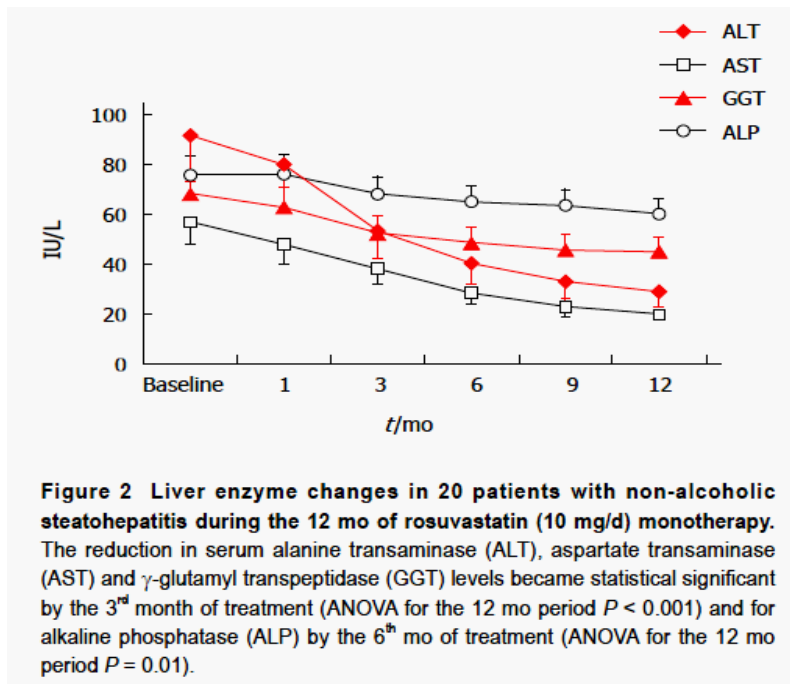 ALT
AST
GGT
ALP
100
80
60
40
20
0
IU/L
Baseline 1 3 6 9 12
t/mo
Figure 2 Liver enzyme changes in 20 patients with non-alcoholic
steatohepatitis during the 12 mo of rosuvastatin (10 mg/d) monotherapy.
The reduction in serum alanine transaminase (ALT), aspartate transaminase
(AST) and γ-glutamyl transpeptidase (GGT) levels became statistical significant
by the 3rd month of treatment (ANOVA for the 12 mo period P < 0.001) and for
alkaline phosphatase (ALP) by the 6th mo of treatment (ANOVA for the 12 mo
period P = 0.01).